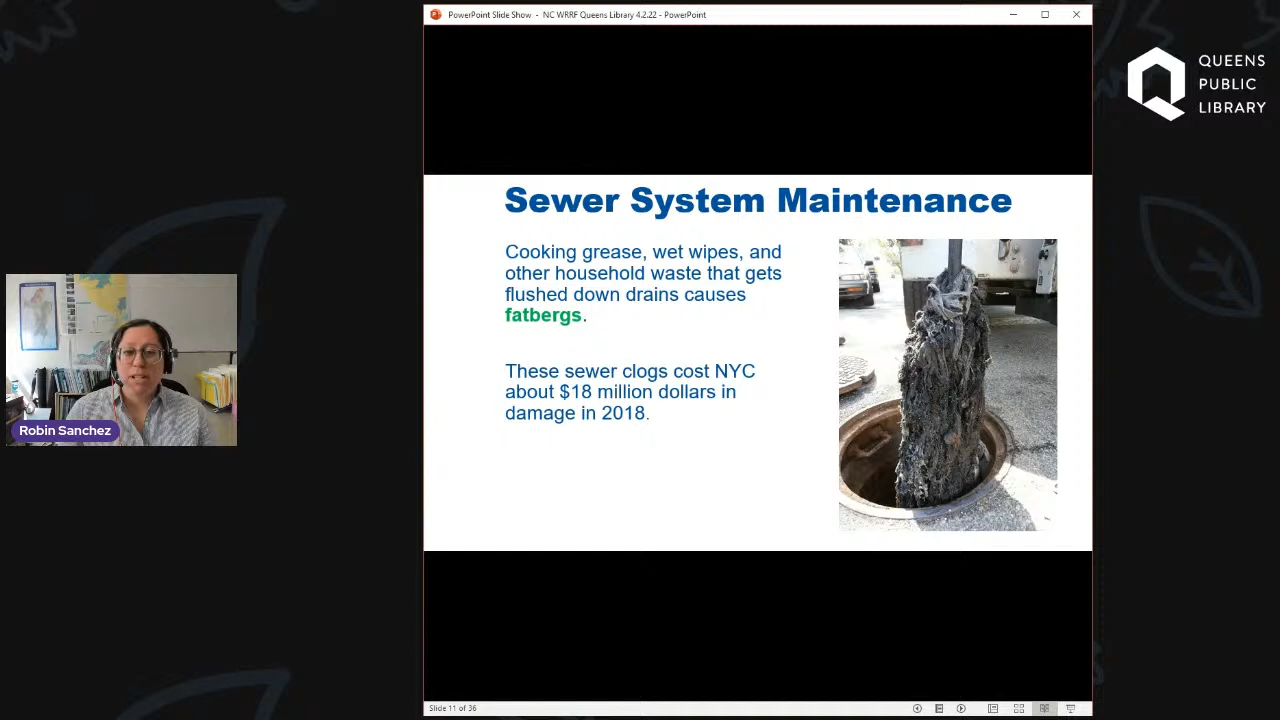 PowerPoint Slide Show - NC WRRF Queens Library 4.2.22 - PowerPoint
QUEENS
PUBLIC
LIBRARY
Sewer System Maintenance
Cooking grease, wet wipes, and
other household waste that gets
flushed down drains causes
fatbergs.
These sewer clogs cost NYC
about $18 million dollars in
damage in 2018.
Robin Sanchez
Slide 11 of 36